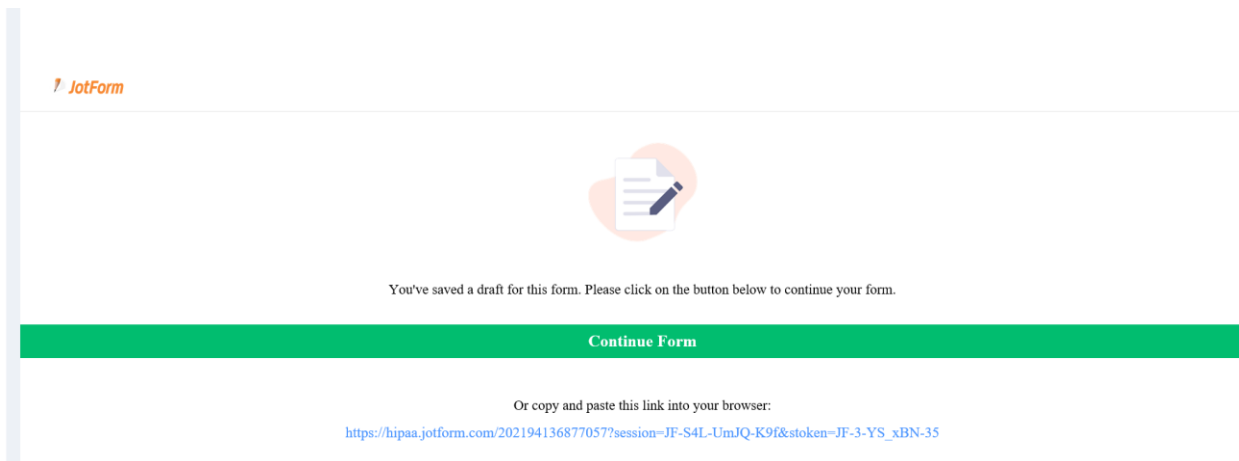 JotForm
You've saved a draft for this form. Please click on the button below to continue your form.
Continue Form
Or copy and paste this link into your browser:
https://hipaa.jotform.com/202194136877057?session=JF-S4L-UmJQ-K9f&stoken=JF-3-YS_xBN-35